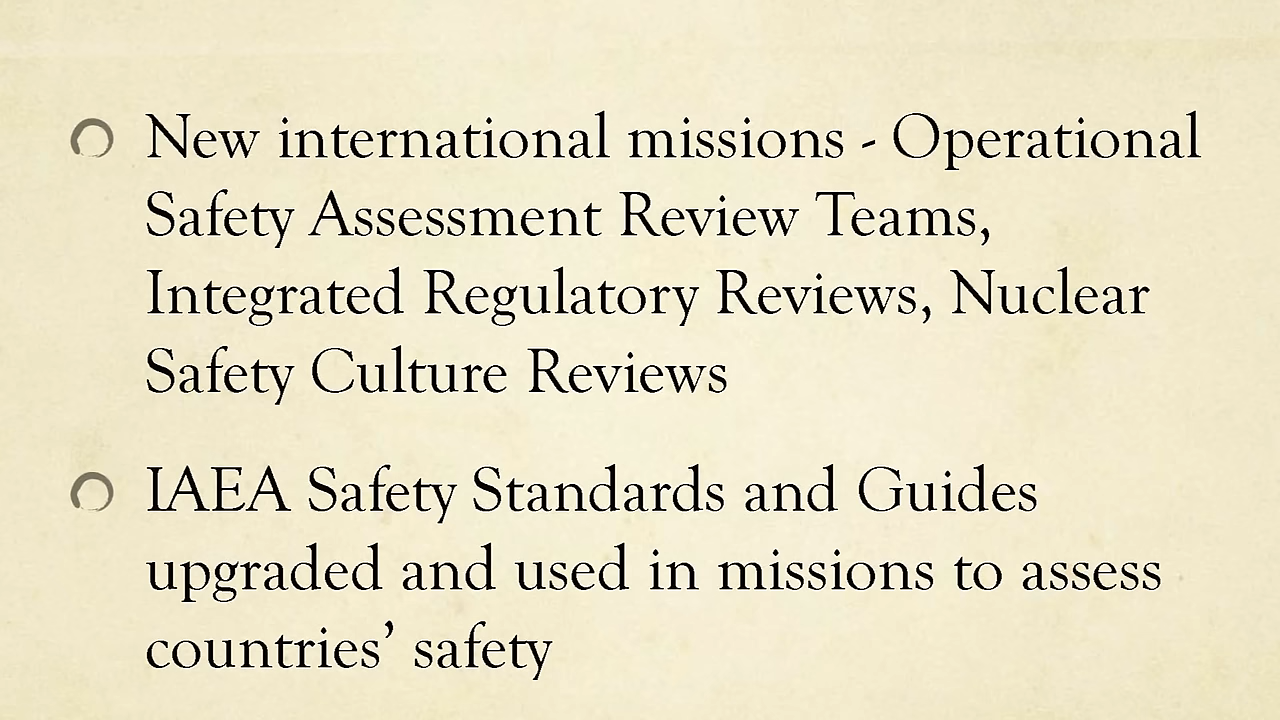 New international missions - Operational
Safety Assessment Review Teams,
Integrated Regulatory Reviews, Nuclear
Safety Culture Reviews
IAEA Safety Standards and Guides
upgraded and used in missions to assess
countries’ safety